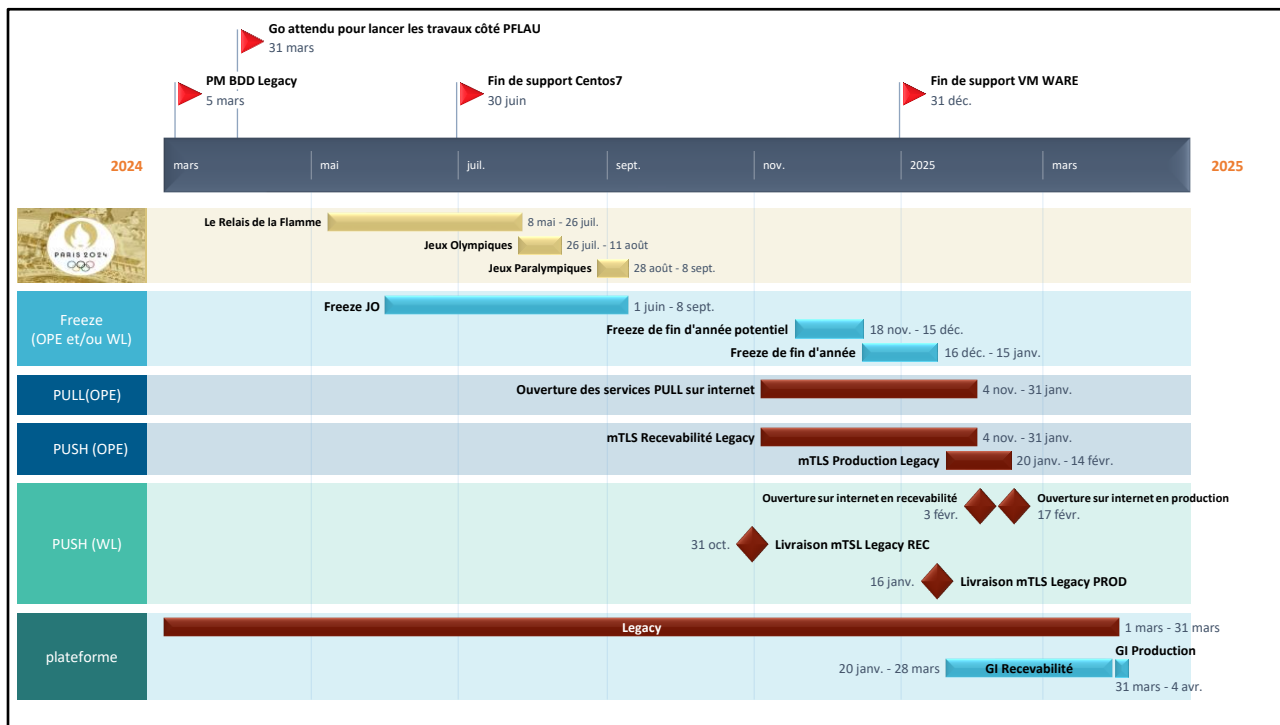 Go attendu pour lancer les travaux côté PFLAU
31 mars
PM BDD Legacy
5 mars
Fin de support Centos7
30 juin
Fin de support VM WARE
31 déc.
2024
mars
mai
juil.
sept.
nov.
2025
mars
2025
PARIS 2024
Le Relais de la Flamme
8 mai - 26 juil.
Jeux Olympiques
26 juil. - 11 août
Jeux Paralympiques
28 août - 8 sept.
Freeze
(OPE et/ou WL)
Freeze JO
1 juin - 8 sept.
Freeze de fin d'année potentiel
18 nov. - 15 déc.
Freeze de fin d'année
16 déc. - 15 janv.
PULL(OPE)
Ouverture des services PULL sur internet
4 nov. - 31 janv.
PUSH (OPE)
mTLS Recevabilité Legacy
4 nov. - 31 janv.
mTLS Production Legacy
20 janv. - 14 févr.
PUSH (WL)
Ouverture sur internet en recevabilité
3 févr.
Ouverture sur internet en production
17 févr.
31 oct.
Livraison mTSL Legacy REC
16 janv.
Livraison mTLS Legacy PROD
plateforme
Legacy
1 mars - 31 mars
GI Production
20 janv. - 28 mars
GI Recevabilité
31 mars - 4 avr.